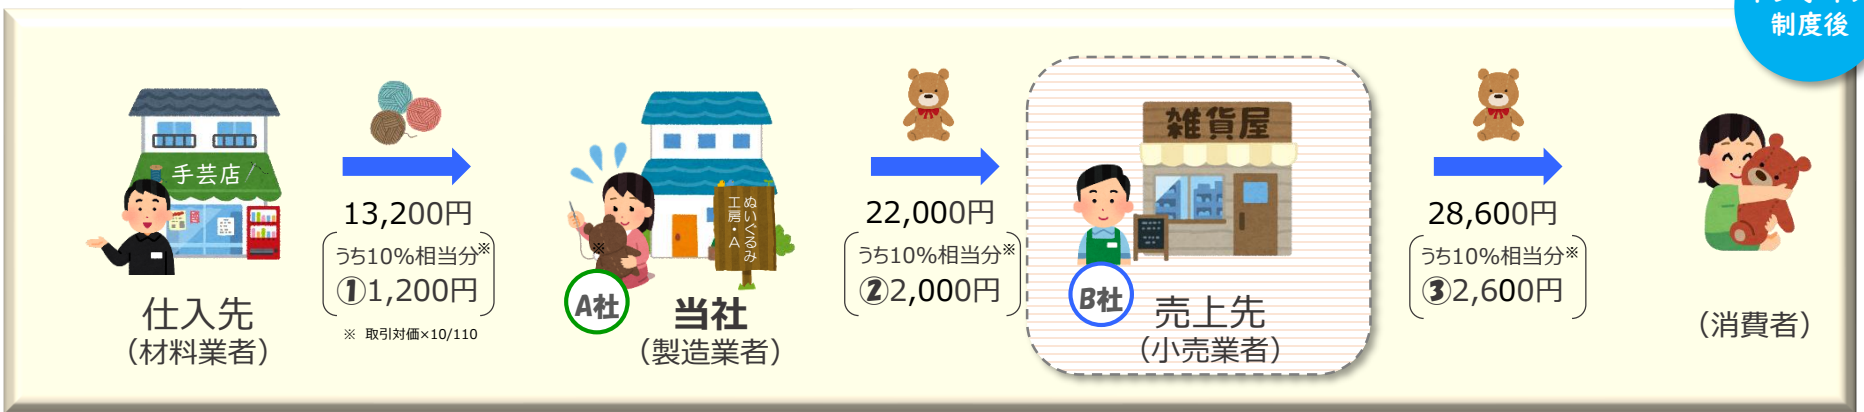 制度後
手芸店
13,200円
うち10%相当分※
①1,200円
※ 取引対価×10/110
仕入先
（材料業者）
ぬいぐるみ
工房・A
※
A社
当社
（製造業者）
22,000円
うち10%相当分※
②2,000円
雑貨屋
B社
売上先
（小売業者）
28,600円
うち10%相当分※
③2,600円
（消費者）